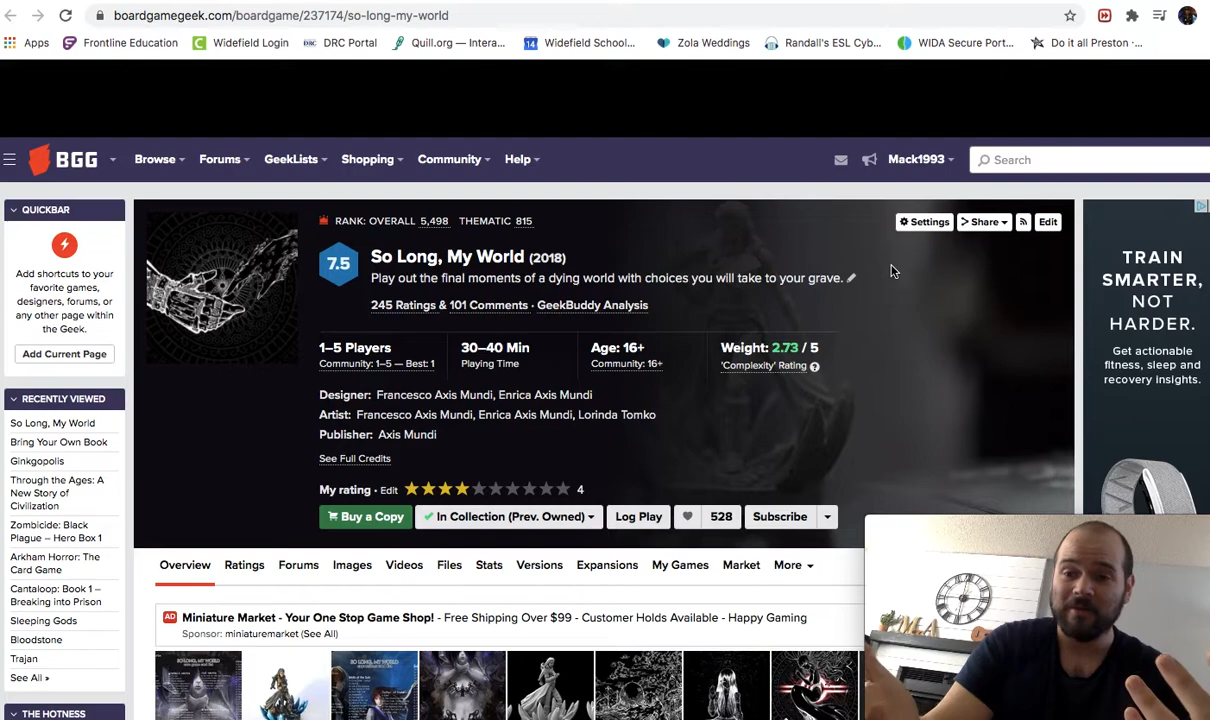 boardgamegeek.com/boardgame/237174/so-long-my-world
Apps Frontline Education Widefield Login DRC Portal Quill.org — Intera... 14 Widefield School... Zola Weddings Randall's ESL Cyb... WIDA Secure Port... Do it all Preston -...
BGG Browse Forums GeekLists Shopping Community Help Mack1993 Search
QUICKBAR
Add shortcuts to your
favorite games,
designers, forums, or
any other page within
the Geek.
Add Current Page
RECENTLY VIEWED
So Long, My World
Bring Your Own Book
Ginkgopolis
Through the Ages: A
New Story of
Civilization
Zombicide: Black
Plague – Hero Box 1
Arkham Horror: The
Card Game
Cantaloop: Book 1 –
Breaking into Prison
Sleeping Gods
Bloodstone
Trajan
See All »
THE HOTNESS
RANK: OVERALL 5,498 THEMATIC 815
Settings Share Edit
7.5
So Long, My World (2018)
Play out the final moments of a dying world with choices you will take to your grave.
245 Ratings & 101 Comments · GeekBuddy Analysis
1–5 Players 30–40 Min Age: 16+ Weight: 2.73 / 5
Community: 1–5 — Best: 1 Playing Time Community: 16+ 'Complexity' Rating
Designer: Francesco Axis Mundi, Enrica Axis Mundi
Artist: Francesco Axis Mundi, Enrica Axis Mundi, Lorinda Tomko
Publisher: Axis Mundi
See Full Credits
My rating · Edit 4
Buy a Copy In Collection (Prev. Owned) Log Play 528 Subscribe
Overview Ratings Forums Images Videos Files Stats Versions Expansions My Games Market More
AD Miniature Market - Your One Stop Game Shop! - Free Shipping Over $99 - Customer Holds Available - Happy Gaming
Sponsor: miniaturemarket (See All)
TRAIN
SMARTER,
NOT
HARDER.
Get actionable
fitness, sleep and
recovery insights.